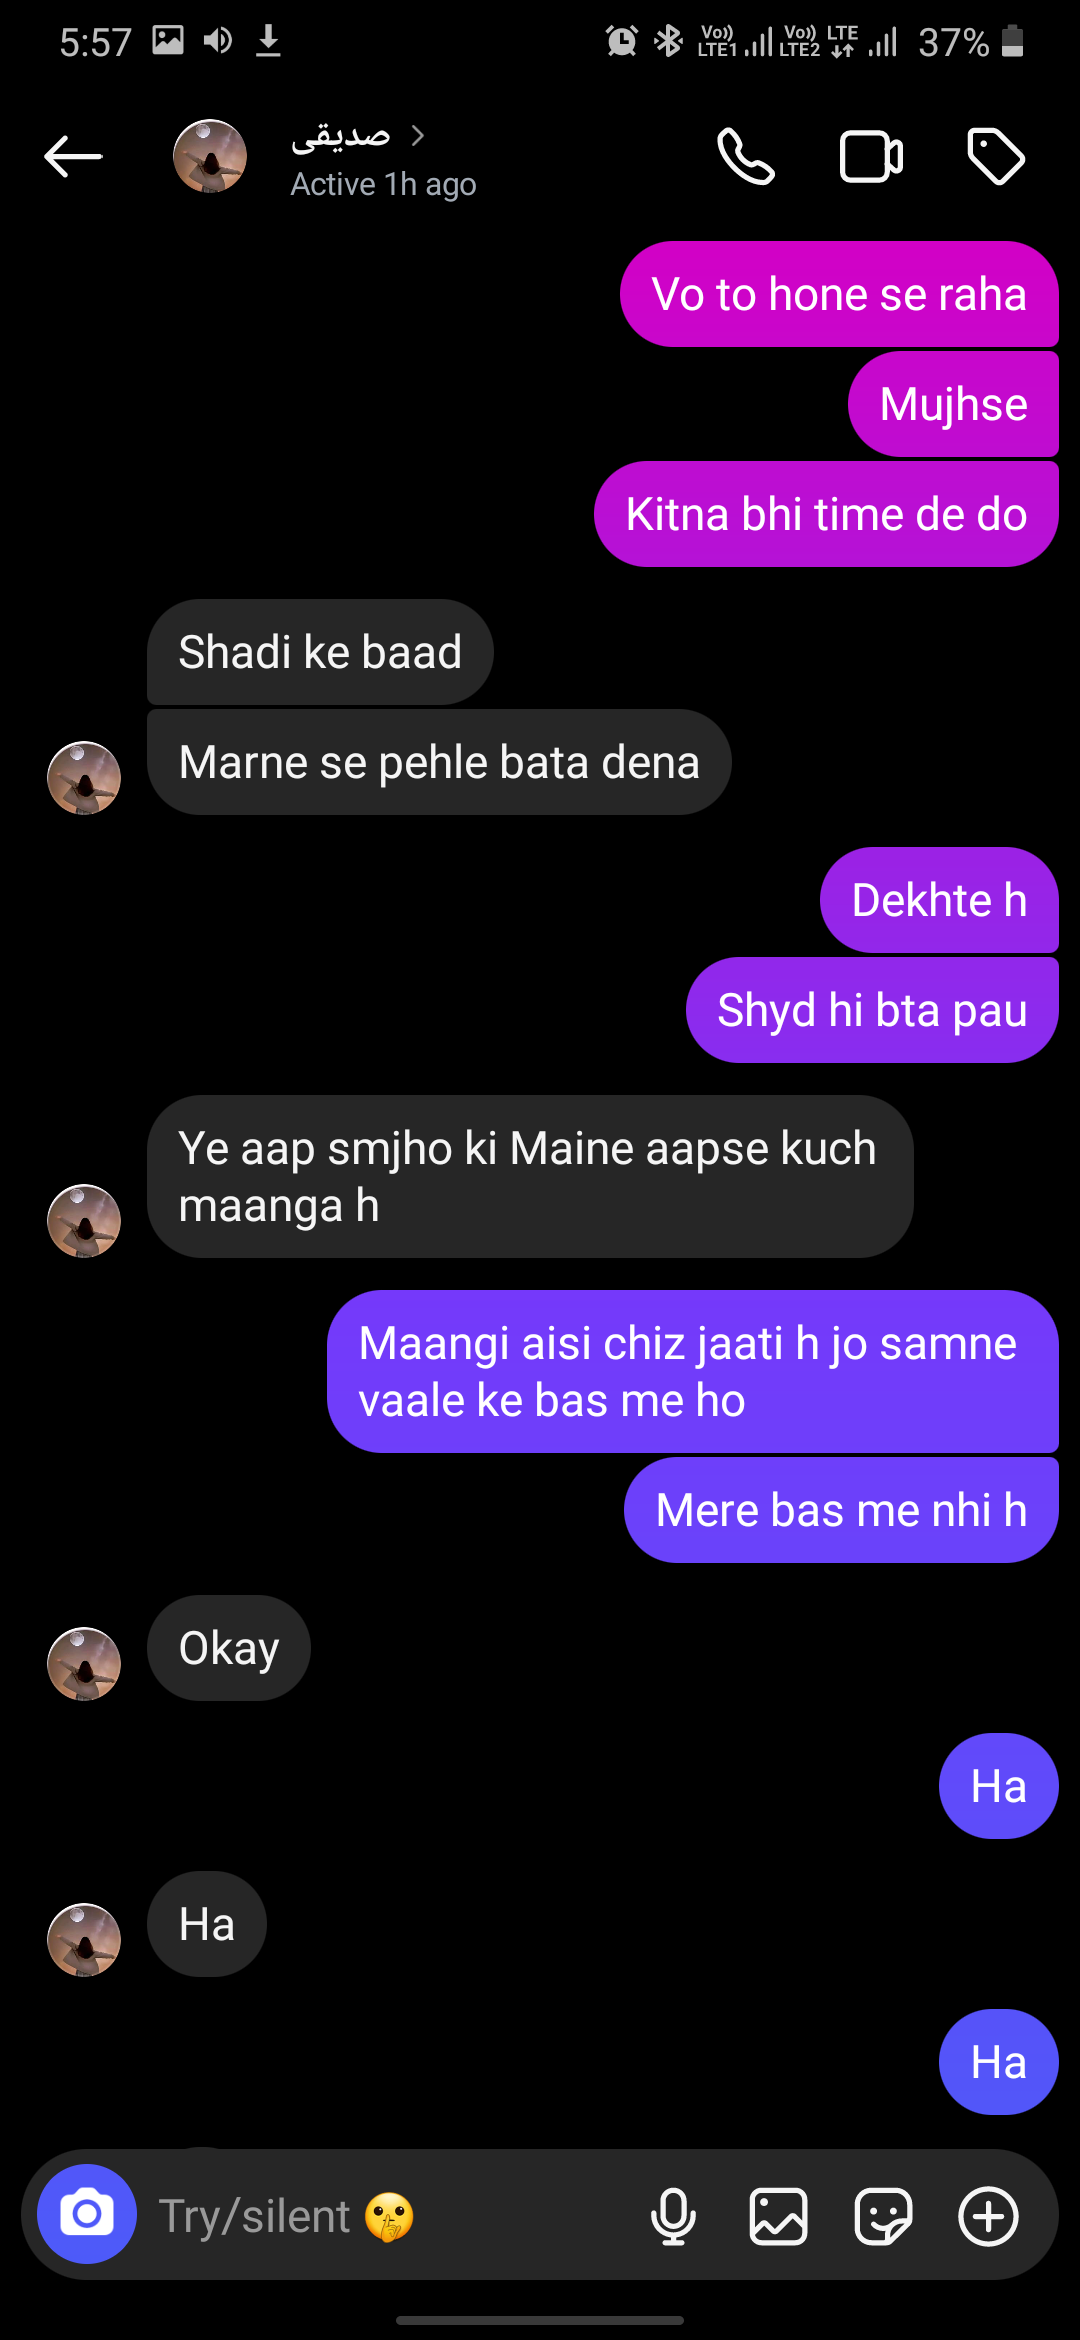 5:57
Vo)) LTE1 Vo)) LTE2 LTE 37%
صدیقی
Active 1h ago
Vo to hone se raha
Mujhse
Kitna bhi time de do
Shadi ke baad
Marne se pehle bata dena
Dekhte h
Shyd hi bta pau
Ye aap smjho ki Maine aapse kuch
maanga h
Maangi aisi chiz jaati h jo samne
vaale ke bas me ho
Mere bas me nhi h
Okay
Ha
Ha
Ha
Try/silent 🤫